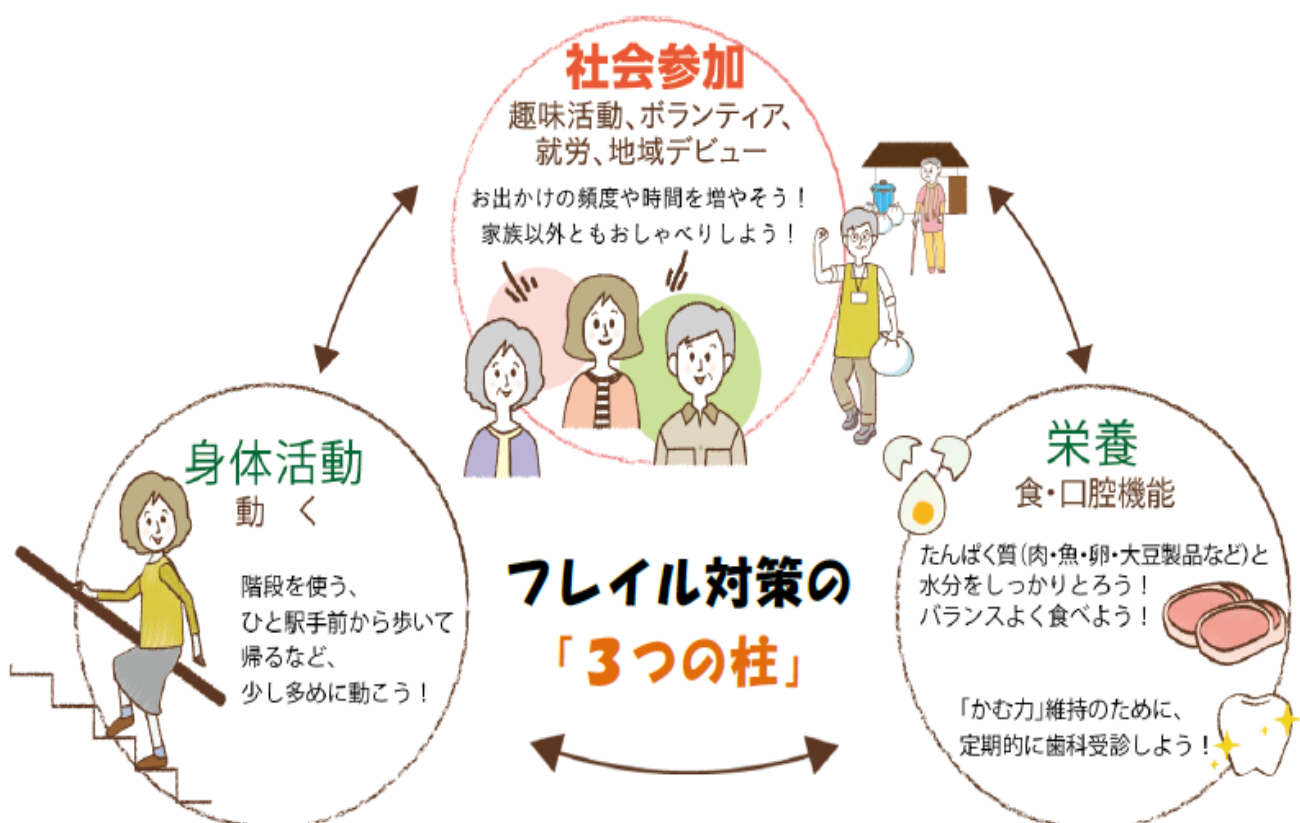 社会参加
趣味活動、ボランティア、
就労、地域デビュー
お出かけの頻度や時間を増やそう！
家族以外ともおしゃべりしよう！
身体活動
動　く
階段を使う、
ひと駅手前から歩いて
帰るなど、
少し多めに動こう！
フレイル対策の
「３つの柱」
栄養
食・口腔機能
たんぱく質（肉・魚・卵・大豆製品など）と
水分をしっかりとろう！
バランスよく食べよう！
「かむ力」維持のために、
定期的に歯科受診しよう！